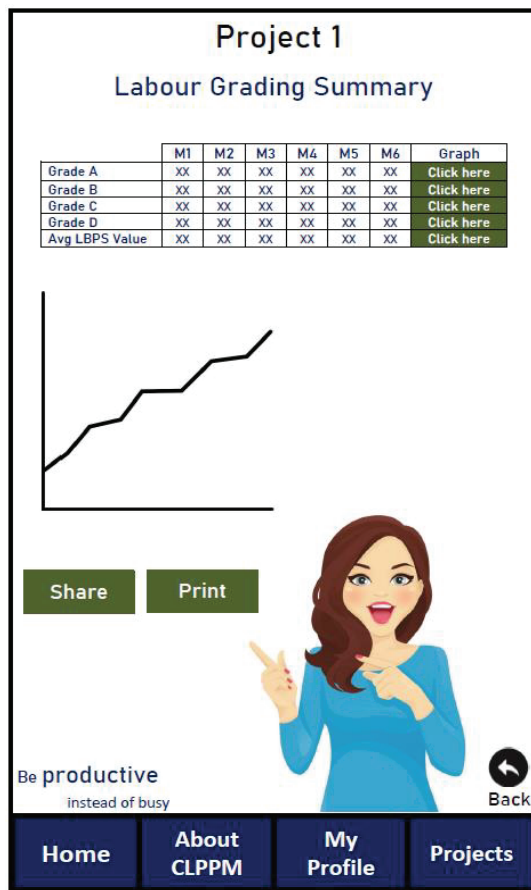 Project 1
Labour Grading Summary
M1 M2 M3 M4 M5 M6 Graph
Grade A XX XX XX XX XX XX Click here
Grade B XX XX XX XX XX XX Click here
Grade C XX XX XX XX XX XX Click here
Grade D XX XX XX XX XX XX Click here
Avg LBPS Value XX XX XX XX XX XX Click here
Share Print
Be productive
instead of busy
Back
Home About CLPPM My Profile Projects